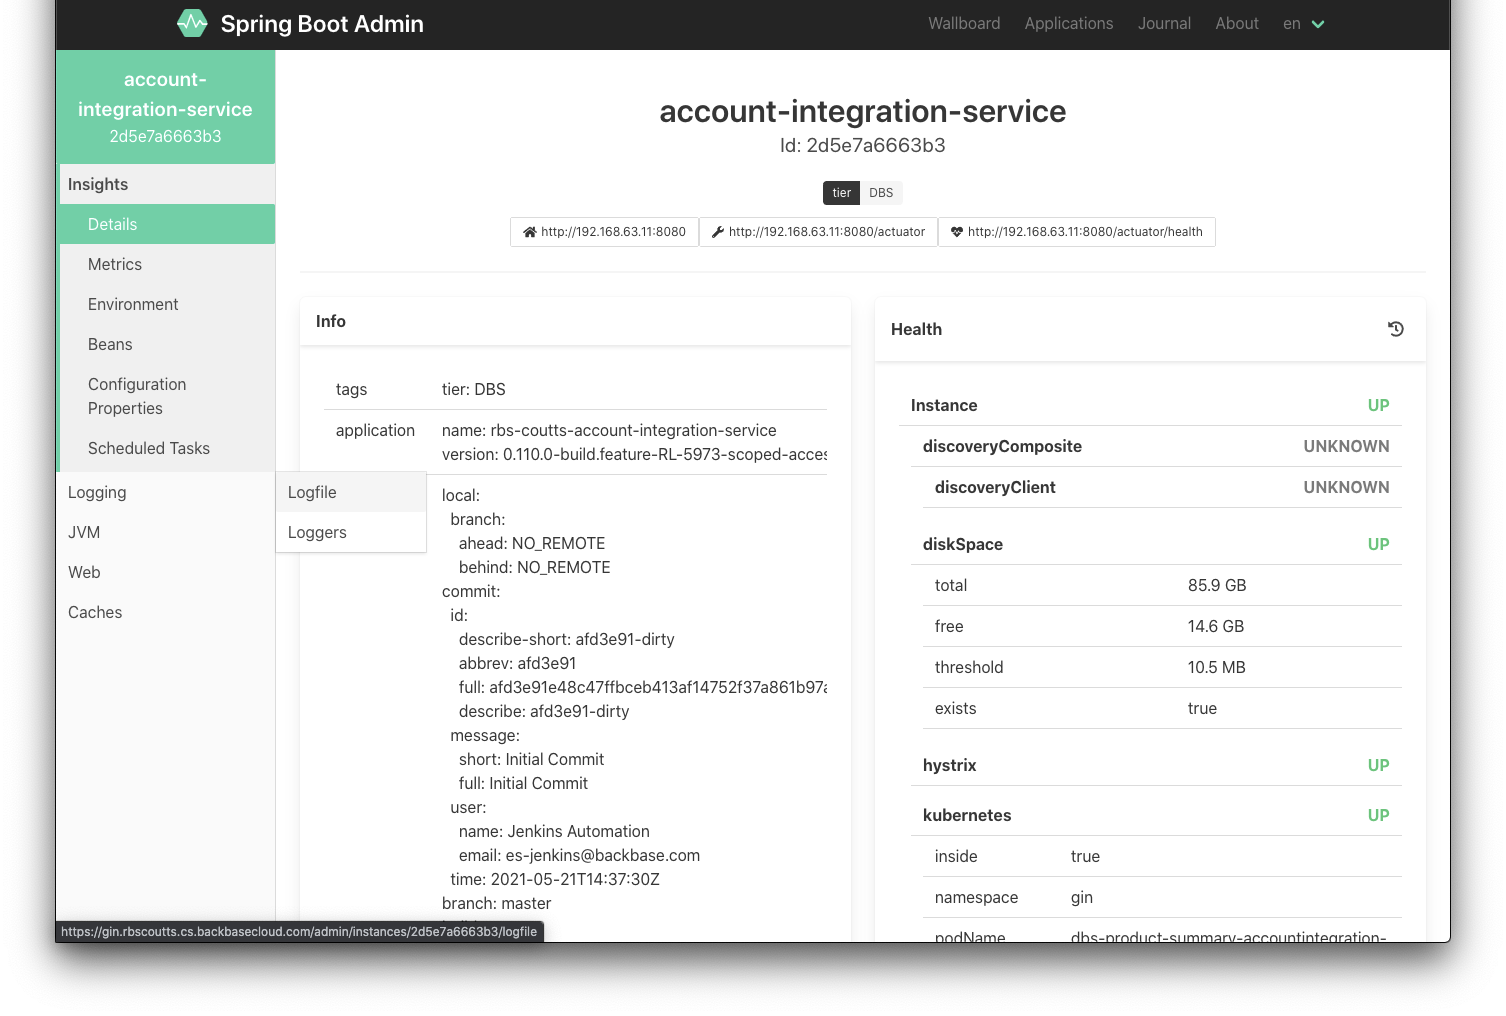 Spring Boot Admin
Wallboard Applications Journal About en
account-
integration-service
2d5e7a6663b3
Insights
Details
Metrics
Environment
Beans
Configuration
Properties
Scheduled Tasks
Logging
JVM
Web
Caches
Logfile
Loggers
account-integration-service
Id: 2d5e7a6663b3
tier DBS
http://192.168.63.11:8080 http://192.168.63.11:8080/actuator http://192.168.63.11:8080/actuator/health
Info
tags tier: DBS
application name: rbs-coutts-account-integration-service
version: 0.110.0-build.feature-RL-5973-scoped-acces
local:
branch:
ahead: NO_REMOTE
behind: NO_REMOTE
commit:
id:
describe-short: afd3e91-dirty
abbrev: afd3e91
full: afd3e91e48c47ffbceb413af14752f37a861b97a
describe: afd3e91-dirty
message:
short: Initial Commit
full: Initial Commit
user:
name: Jenkins Automation
email: es-jenkins@backbase.com
time: 2021-05-21T14:37:30Z
branch: master
Health
Instance UP
discoveryComposite UNKNOWN
discoveryClient UNKNOWN
diskSpace UP
total 85.9 GB
free 14.6 GB
threshold 10.5 MB
exists true
hystrix UP
kubernetes UP
inside true
namespace gin
podName dbs-product-summary-accountintegration-
https://gin.rbscoutts.cs.backbasecloud.com/admin/instances/2d5e7a6663b3/logfile